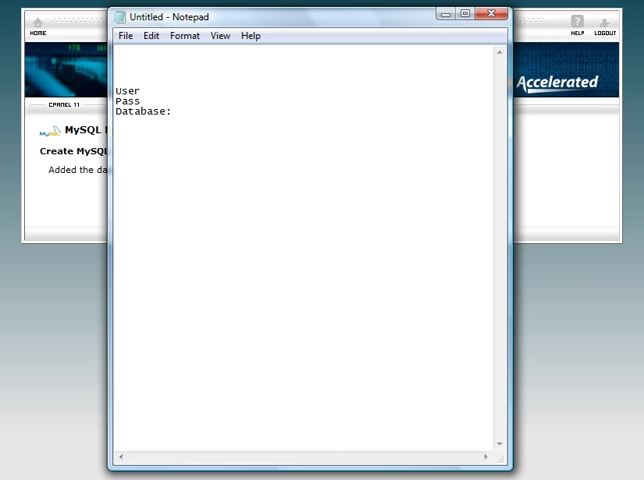 Untitled - Notepad
File Edit Format View Help
HOME
HELP LOGOUT
Accelerated
User
Pass
Database:
CPANEL 11
MySQL
Create MySQL
Added the da